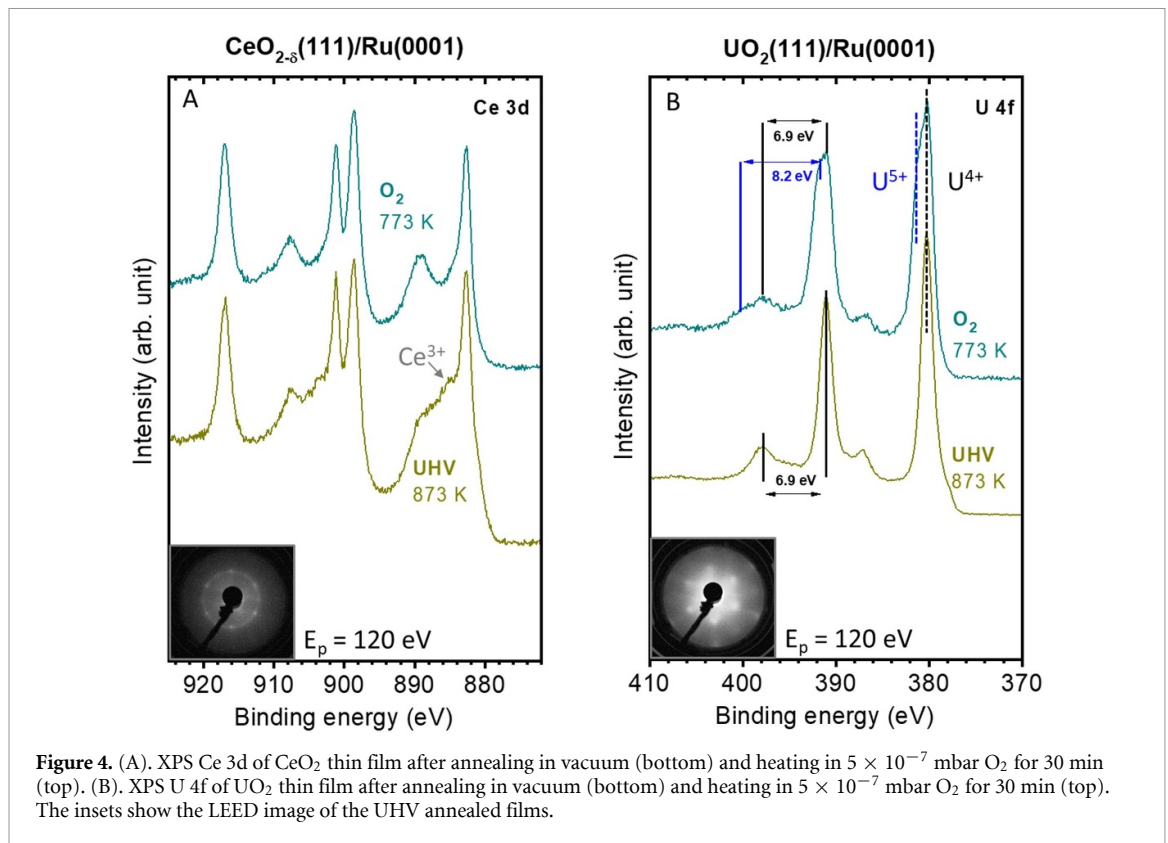 CeO₂₋δ(111)/Ru(0001)
A
Ce 3d
O₂
773 K
Ce³⁺
UHV
873 K
Eₚ = 120 eV
Intensity (arb. unit)
920 910 900 890 880
Binding energy (eV)
UO₂(111)/Ru(0001)
B
U 4f
6.9 eV
8.2 eV
U⁵⁺
U⁴⁺
O₂
773 K
UHV
873 K
6.9 eV
Eₚ = 120 eV
Intensity (arb. unit)
410 400 390 380 370
Binding energy (eV)
Figure 4. (A). XPS Ce 3d of CeO₂ thin film after annealing in vacuum (bottom) and heating in 5 × 10⁻⁷ mbar O₂ for 30 min
(top). (B). XPS U 4f of UO₂ thin film after annealing in vacuum (bottom) and heating in 5 × 10⁻⁷ mbar O₂ for 30 min (top).
The insets show the LEED image of the UHV annealed films.